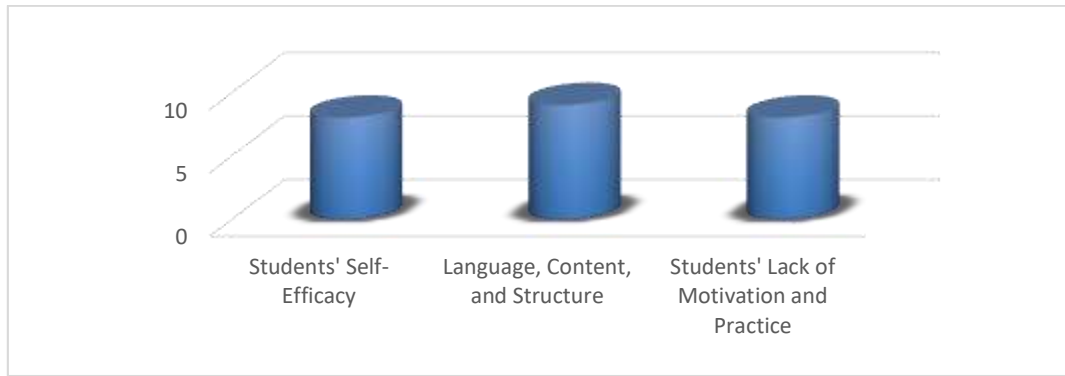 10
5
0
Students' Self-
Efficacy
Language, Content,
and Structure
Students' Lack of
Motivation and
Practice